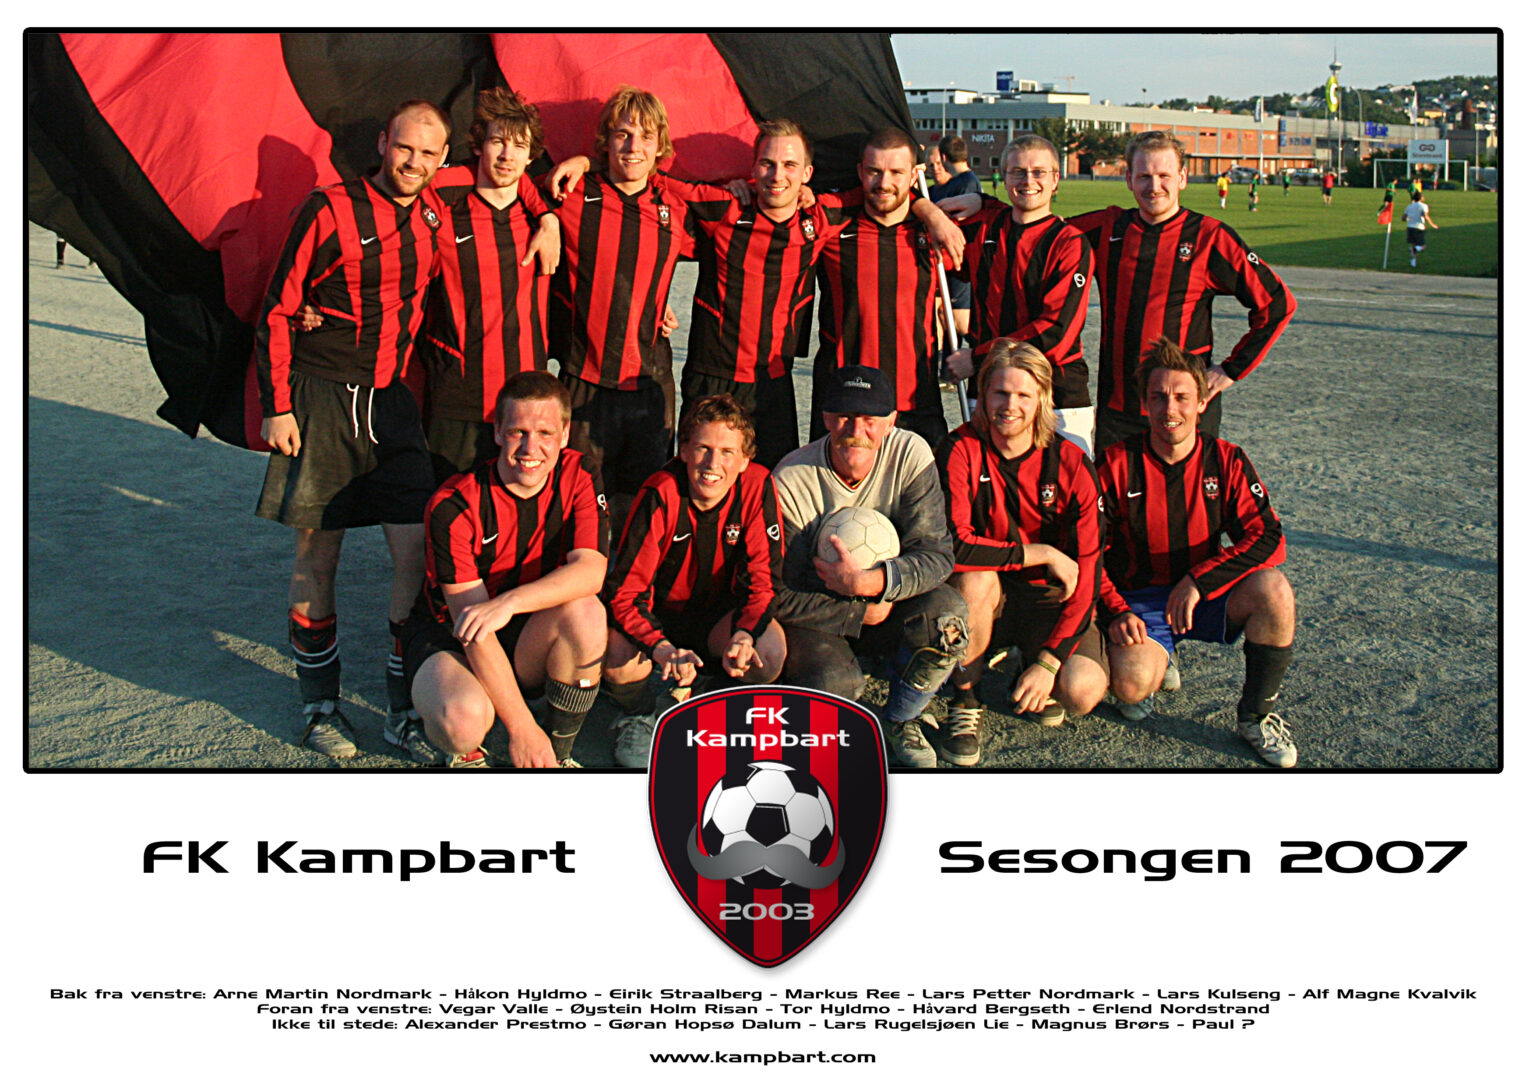 NIKITA
Storebrand
FK
Kampbart
2003
FK Kampbart
Sesongen 2007
Bak fra venstre: Arne Martin Nordmark - Håkon Hyldmo - Eirik Straalberg - Markus Ree - Lars Petter Nordmark - Lars Kulseng - Alf Magne Kvalvik
Foran fra venstre: Vegar Valle - Øystein Holm Risan - Tor Hyldmo - Håvard Bergseth - Erlend Nordstrand
Ikke til stede: Alexander Prestmo - Gøran Hopsø Dalum - Lars Rugelsjøen Lie - Magnus Brørs - Paul ?
www.kampbart.com